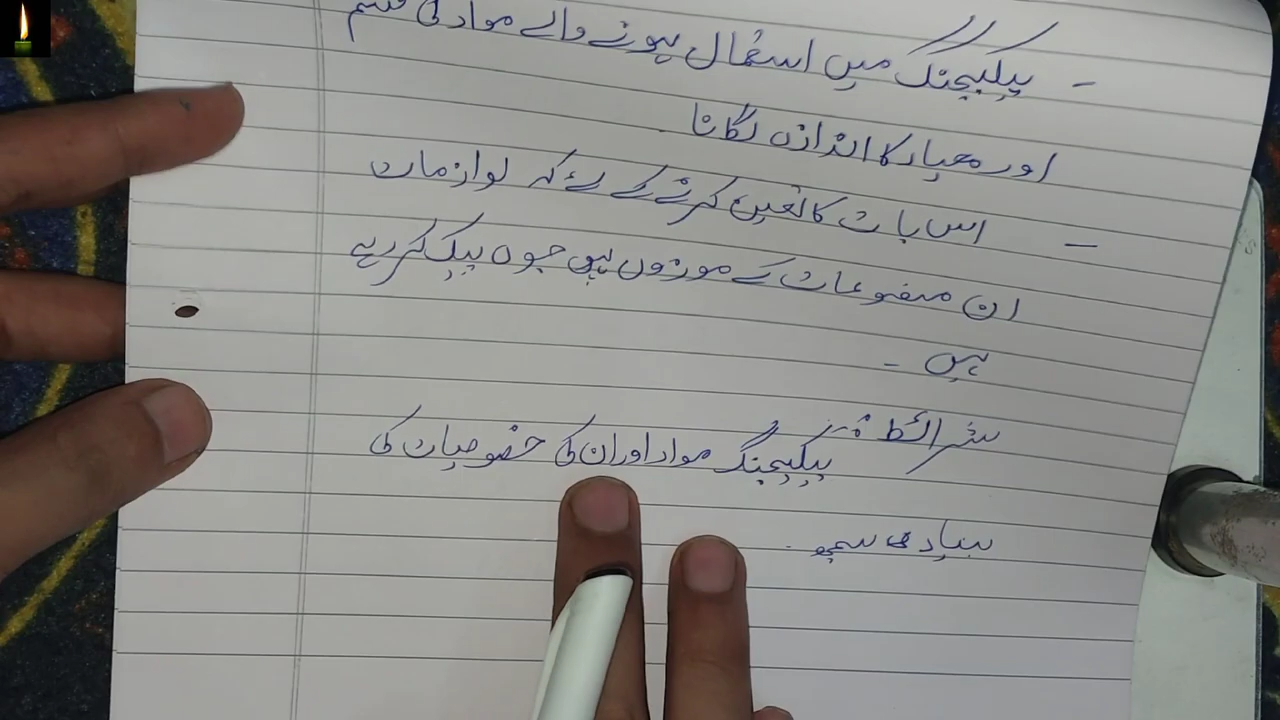 - پیکیجنگ میں استعمال ہونے والے مواد کی قسم
اور معیار کا اندازہ لگانا
- اس بات کا تعین کرنے کے لئے کہ لوازمات
ان مصنوعات کے موزوں ہیں جو وہ پیک کر رہے
ہیں -
شرائط :-
پیکیجنگ مواد اور ان کی خصوصیات کی
بنیادی سمجھ